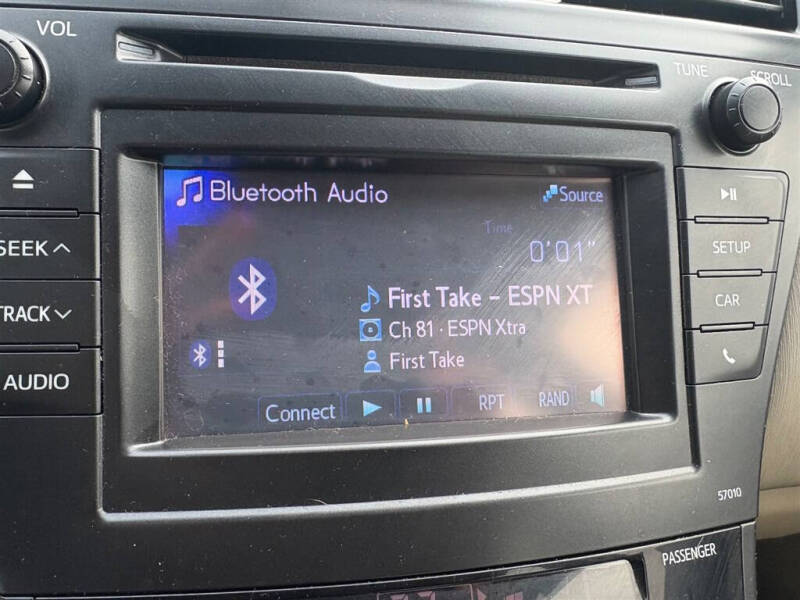 VOL
TUNE
SCROLL
Bluetooth Audio
Source
SEEK
SETUP
Time
0'01"
First Take - ESPN XT
CAR
TRACK
Ch 81 · ESPN Xtra
First Take
AUDIO
Connect
RPT
RAND
57010
PASSENGER